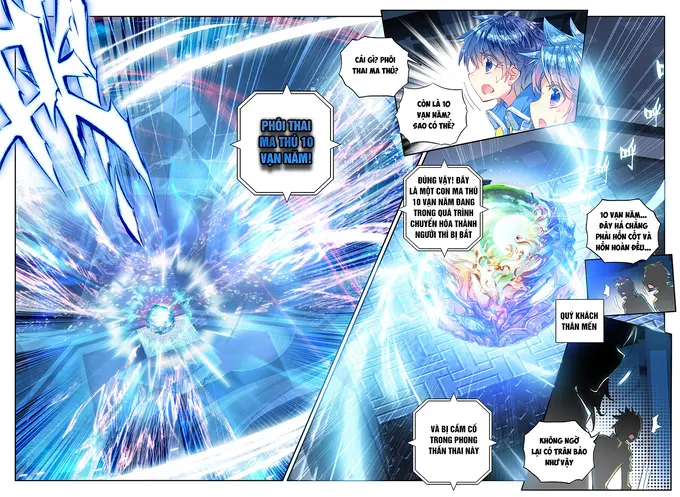 PHÔI THAI
MA THÚ 10
VẠN NĂM!
CÁI GÌ? PHÔI
THAI MA THÚ?
CÒN LÀ 10
VẠN NĂM?
SAO CÓ THỂ?
ĐÚNG VẬY! ĐÂY
LÀ MỘT CON MA THÚ
10 VẠN NĂM ĐANG
TRONG QUÁ TRÌNH
CHUYỂN HÓA THÀNH
NGƯỜI THÌ BỊ BẮT
10 VẠN NĂM...
ĐÂY HÁ CHẲNG
PHẢI HỒN CỐT VÀ
HỒN HOÀN ĐỀU...
QUÝ KHÁCH
THÂN MẾN
VÀ BỊ CẦM CỐ
TRONG PHONG
THẦN THAI NÀY
KHÔNG NGỜ
LẠI CÓ TRÂN BẢO
NHƯ VẬY